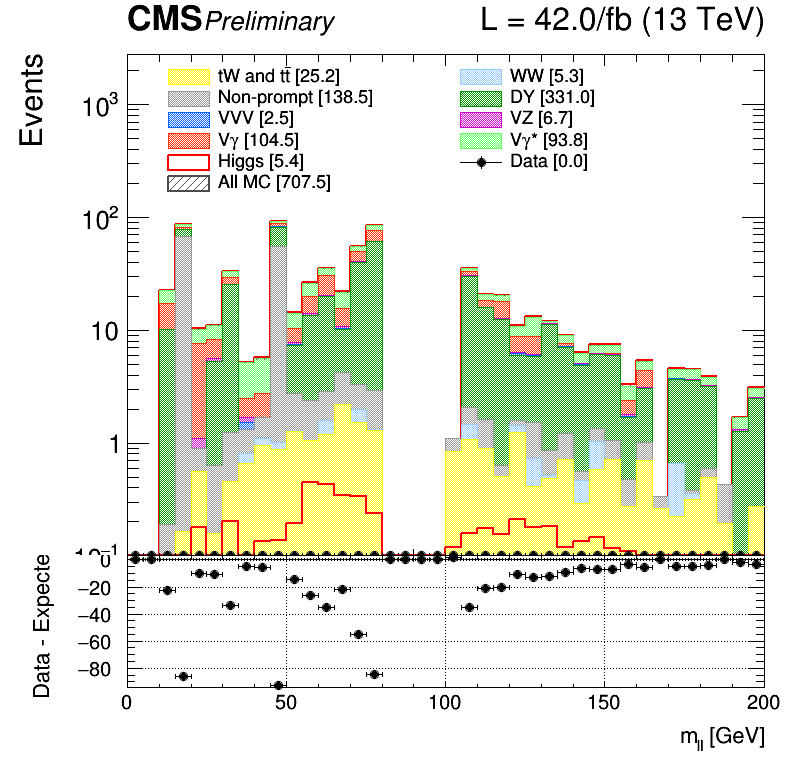 CMS Preliminary L = 42.0/fb (13 TeV)
Events
tW and tt̄ [25.2] WW [5.3]
Non-prompt [138.5] DY [331.0]
VVV [2.5] VZ [6.7]
Vγ [104.5] Vγ* [93.8]
Higgs [5.4] Data [0.0]
All MC [707.5]
10³
10²
10
1
0
−20
−40
−60
−80
Data - Expecte
0 50 100 150 200
m_ll [GeV]